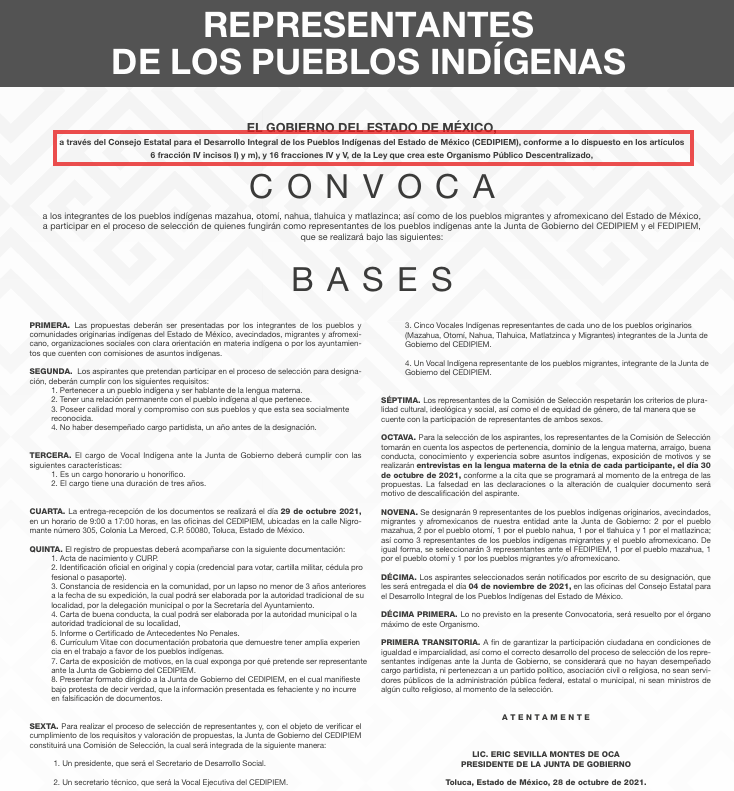 REPRESENTANTES
DE LOS PUEBLOS INDÍGENAS
EL GOBIERNO DEL ESTADO DE MÉXICO,
a través del Consejo Estatal para el Desarrollo Integral de los Pueblos Indígenas del Estado de México (CEDIPIEM), conforme a lo dispuesto en los artículos
6 fracción IV incisos l) y m), y 16 fracciones IV y V, de la Ley que crea este Organismo Público Descentralizado,
CONVOCA
a los integrantes de los pueblos indígenas mazahua, otomí, nahua, tlahuica y matlazinca; así como de los pueblos migrantes y afromexicano del Estado de México,
a participar en el proceso de selección de quienes fungirán como representantes de los pueblos indígenas ante la Junta de Gobierno del CEDIPIEM y el FEDIPIEM,
que se realizará bajo las siguientes:
BASES
PRIMERA. Las propuestas deberán ser presentadas por los integrantes de los pueblos y
comunidades originarias indígenas del Estado de México, avecindados, migrantes y afromexi-
cano, organizaciones sociales con clara orientación en materia indígena o por los ayuntamien-
tos que cuenten con comisiones de asuntos indígenas.
SEGUNDA. Los aspirantes que pretendan participar en el proceso de selección para designa-
ción, deberán cumplir con los siguientes requisitos:
1. Pertenecer a un pueblo indígena y ser hablante de la lengua materna.
2. Tener una relación permanente con el pueblo indígena al que pertenece.
3. Poseer calidad moral y compromiso con sus pueblos y que esta sea socialmente
reconocida.
4. No haber desempeñado cargo partidista, un año antes de la designación.
TERCERA. El cargo de Vocal Indígena ante la Junta de Gobierno deberá cumplir con las
siguientes características:
1. Es un cargo honorario u honorífico.
2. El cargo tiene una duración de tres años.
CUARTA. La entrega-recepción de los documentos se realizará el día 29 de octubre 2021,
en un horario de 9:00 a 17:00 horas, en las oficinas del CEDIPIEM, ubicadas en la calle Nigro-
mante número 305, Colonia La Merced, C.P. 50080, Toluca, Estado de México.
QUINTA. El registro de propuestas deberá acompañarse con la siguiente documentación:
1. Acta de nacimiento y CURP.
2. Identificación oficial en original y copia (credencial para votar, cartilla militar, cédula pro
fesional o pasaporte).
3. Constancia de residencia en la comunidad, por un lapso no menor de 3 años anteriores
a la fecha de su expedición, la cual podrá ser elaborada por la autoridad tradicional de su
localidad, por la delegación municipal o por la Secretaría del Ayuntamiento.
4. Carta de buena conducta, la cual podrá ser elaborada por la autoridad municipal o la
autoridad tradicional de su localidad,
5. Informe o Certificado de Antecedentes No Penales.
6. Curriculum Vitae con documentación probatoria que demuestre tener amplia experien
cia en el trabajo a favor de los pueblos indígenas.
7. Carta de exposición de motivos, en la cual exponga por qué pretende ser representante
ante la Junta de Gobierno del CEDIPIEM.
8. Presentar formato dirigido a la Junta de Gobierno del CEDIPIEM, en el cual manifieste
bajo protesta de decir verdad, que la información presentada es fehaciente y no incurre
en falsificación de documentos.
SEXTA. Para realizar el proceso de selección de representantes y, con el objeto de verificar el
cumplimiento de los requisitos y valoración de propuestas, la Junta de Gobierno del CEDIPIEM
constituirá una Comisión de Selección, la cual será integrada de la siguiente manera:
1. Un presidente, que será el Secretario de Desarrollo Social.
2. Un secretario técnico, que será la Vocal Ejecutiva del CEDIPIEM.
3. Cinco Vocales Indígenas representantes de cada uno de los pueblos originarios
(Mazahua, Otomí, Nahua, Tlahuica, Matlatzinca y Migrantes) integrantes de la Junta de
Gobierno del CEDIPIEM.
4. Un Vocal Indígena representante de los pueblos migrantes, integrante de la Junta de
Gobierno del CEDIPIEM.
SÉPTIMA. Los representantes de la Comisión de Selección respetarán los criterios de plura-
lidad cultural, ideológica y social, así como el de equidad de género, de tal manera que se
cuente con la participación de representantes de ambos sexos.
OCTAVA. Para la selección de los aspirantes, los representantes de la Comisión de Selección
tomarán en cuenta los aspectos de pertenencia, dominio de la lengua materna, arraigo, buena
conducta, conocimiento y experiencia sobre asuntos indígenas, exposición de motivos y se
realizarán entrevistas en la lengua materna de la etnia de cada participante, el día 30
de octubre de 2021, conforme a la cita que se programará al momento de la entrega de las
propuestas. La falsedad en las declaraciones o la alteración de cualquier documento será
motivo de descalificación del aspirante.
NOVENA. Se designarán 9 representantes de los pueblos indígenas originarios, avecindados,
migrantes y afromexicanos de nuestra entidad ante la Junta de Gobierno: 2 por el pueblo
mazahua, 2 por el pueblo otomí, 1 por el pueblo nahua, 1 por el tlahuica y 1 por el matlatzinca;
así como 3 representantes de los pueblos indígenas migrantes y el pueblo afromexicano. De
igual forma, se seleccionarán 3 representantes ante el FEDIPIEM, 1 por el pueblo mazahua, 1
por el pueblo otomí y 1 por los pueblos migrantes y/o afromexicano.
DÉCIMA. Los aspirantes seleccionados serán notificados por escrito de su designación, que
les será entregada el día 04 de noviembre de 2021, en las oficinas del Consejo Estatal para
el Desarrollo Integral de los Pueblos Indígenas del Estado de México.
DÉCIMA PRIMERA. Lo no previsto en la presente Convocatoria, será resuelto por el órgano
máximo de este Organismo.
PRIMERA TRANSITORIA. A fin de garantizar la participación ciudadana en condiciones de
igualdad e imparcialidad, así como el correcto desarrollo del proceso de selección de los repre-
sentantes indígenas ante la Junta de Gobierno, se considerará que no hayan desempeñado
cargo partidista, ni pertenezcan a un partido político, asociación civil o religiosa, no sean servi-
dores públicos de la administración pública federal, estatal o municipal, ni sean ministros de
algún culto religioso, al momento de la selección.
ATENTAMENTE
LIC. ERIC SEVILLA MONTES DE OCA
PRESIDENTE DE LA JUNTA DE GOBIERNO
Toluca, Estado de México, 28 de octubre de 2021.